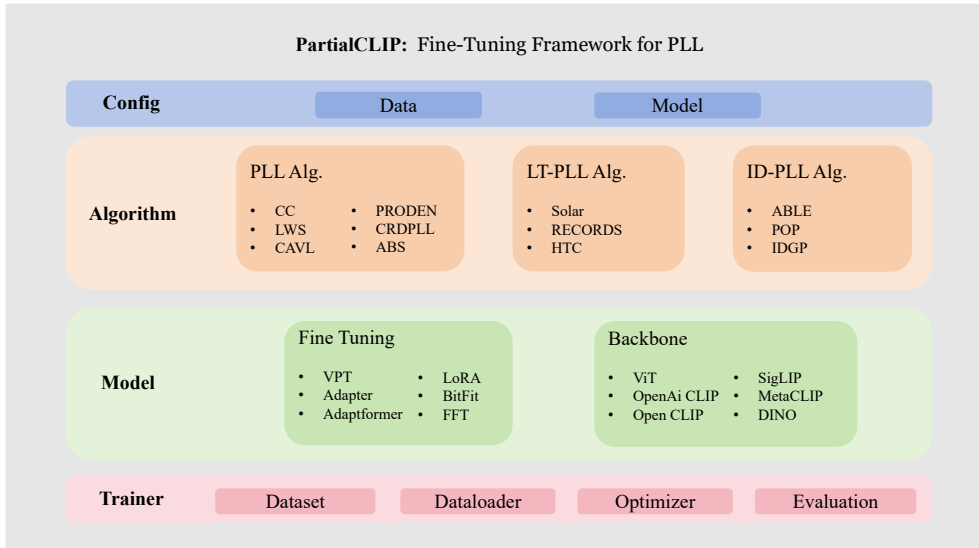 PartialCLIP: Fine-Tuning Framework for PLL
Config
Data
Model
Algorithm
PLL Alg.
• CC
• LWS
• CAVL
• PRODEN
• CRDPLL
• ABS
LT-PLL Alg.
• Solar
• RECORDS
• HTC
ID-PLL Alg.
• ABLE
• POP
• IDGP
Model
Fine Tuning
• VPT
• Adapter
• Adaptformer
• LoRA
• BitFit
• FFT
Backbone
• ViT
• OpenAi CLIP
• Open CLIP
• SigLIP
• MetaCLIP
• DINO
Trainer
Dataset
Dataloader
Optimizer
Evaluation